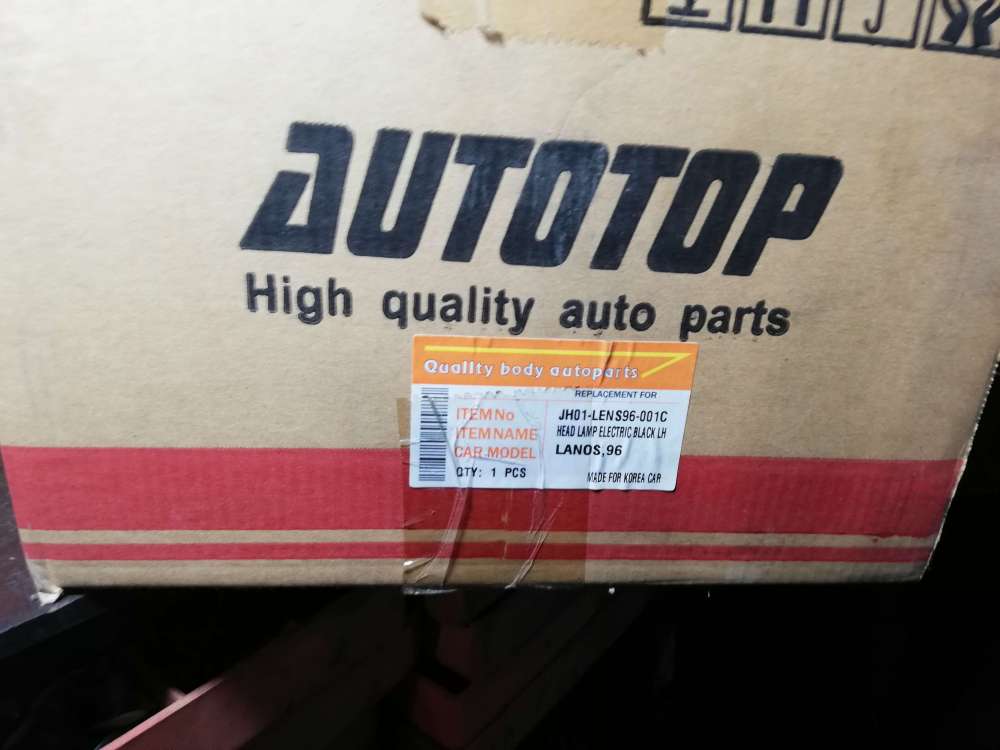 AUTOTOP
High quality auto parts
Quality body autoparts
REPLACEMENT FOR
ITEM No JH01-LENS96-001C
ITEM NAME HEAD LAMP ELECTRIC BLACK LH
CAR MODEL LANOS,96
QTY: 1 PCS MADE FOR KOREA CAR